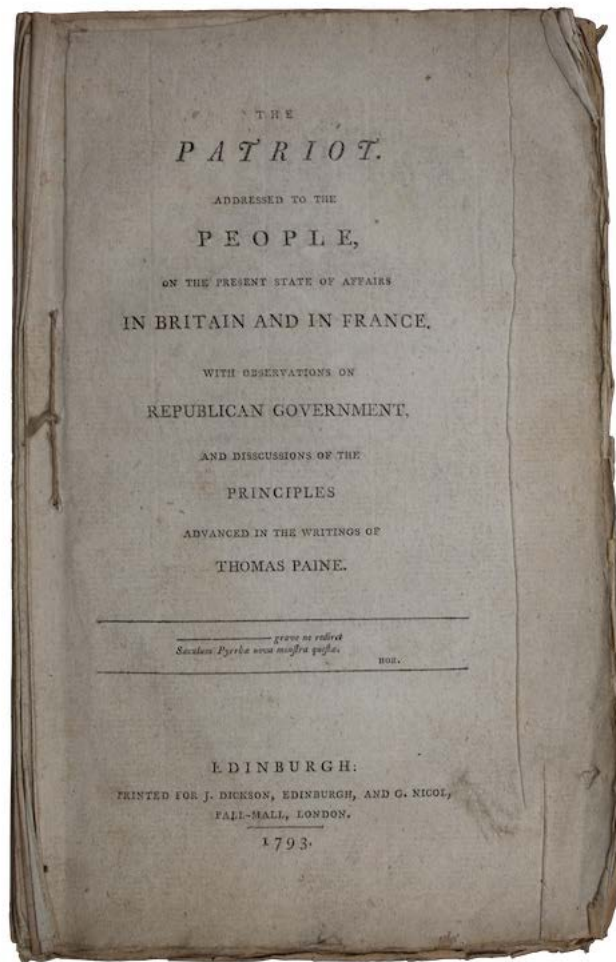 THE
PATRIOT.
ADDRESSED TO THE
PEOPLE,
ON THE PRESENT STATE OF AFFAIRS
IN BRITAIN AND IN FRANCE.
WITH OBSERVATIONS ON
REPUBLICAN GOVERNMENT,
AND DISSCUSSIONS OF THE
PRINCIPLES
ADVANCED IN THE WRITINGS OF
THOMAS PAINE.
grave ne rediret
Sæculum Pyrrhæ nova monſtra queſtæ.
HOR.
EDINBURGH:
PRINTED FOR J. DICKSON, EDINBURGH, AND G. NICOL,
PALL-MALL, LONDON.
1793.